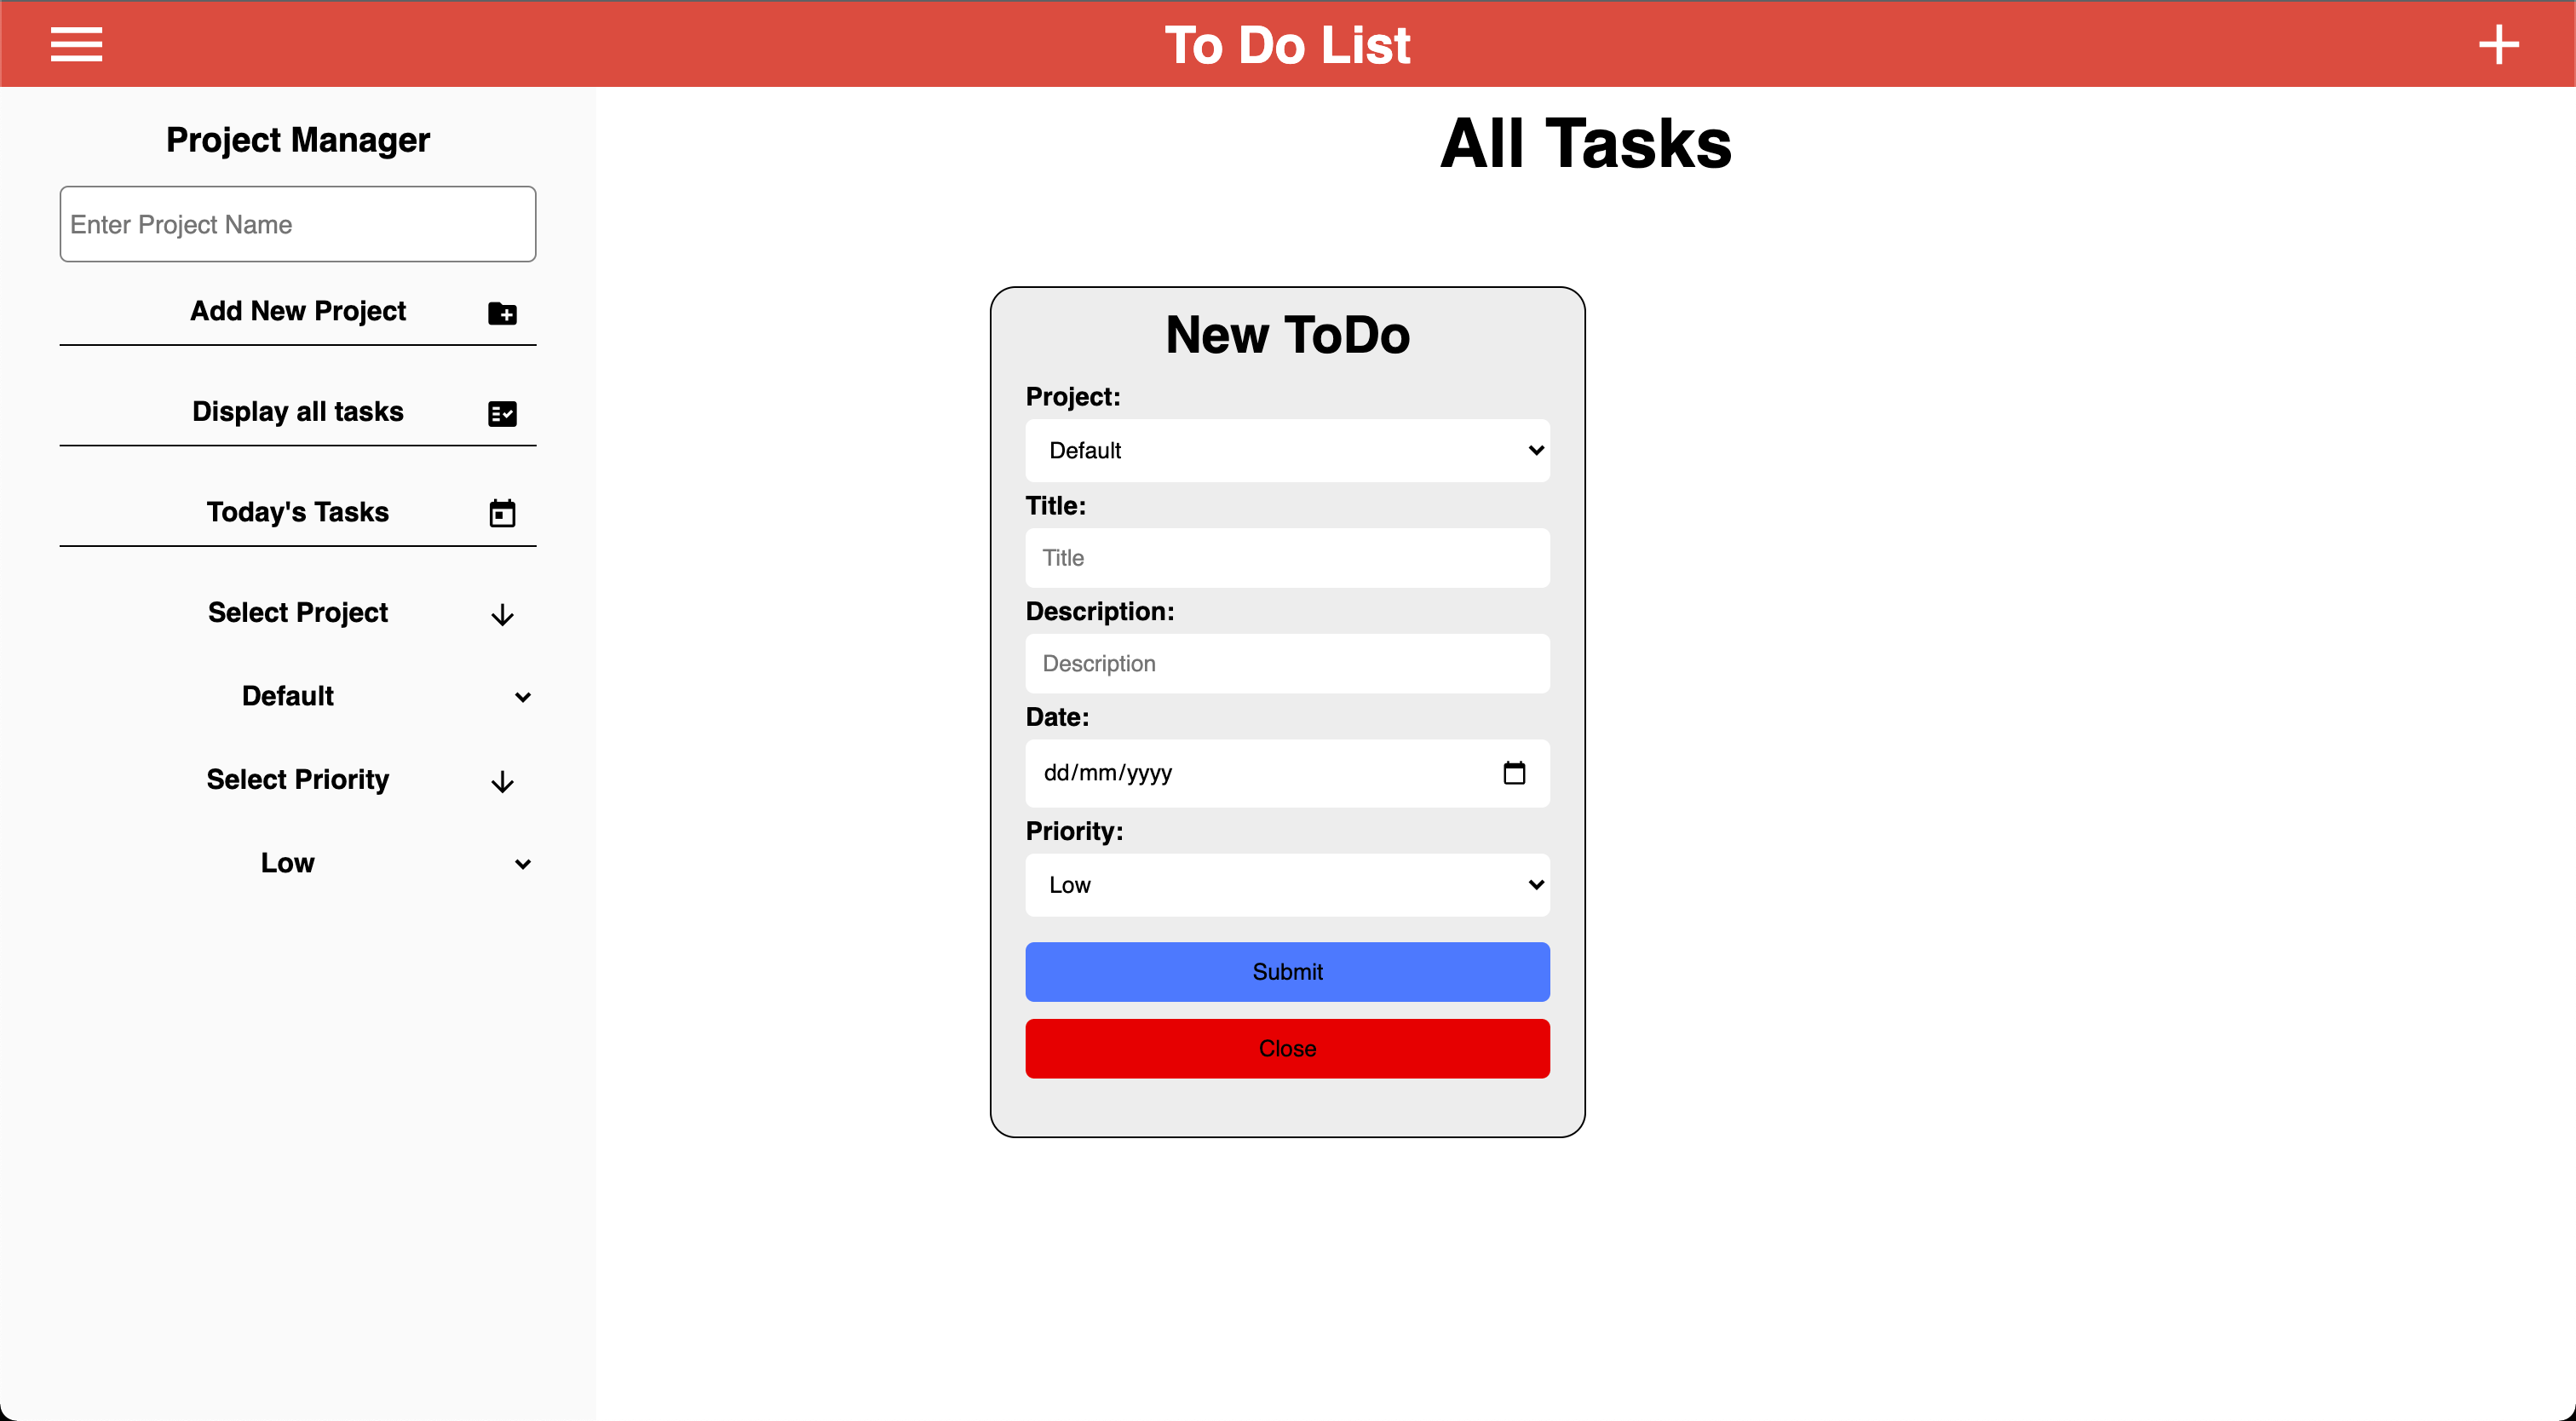 To Do List
Project Manager
Enter Project Name
Add New Project
Display all tasks
Today's Tasks
Select Project
Default
Select Priority
Low
All Tasks
New ToDo
Project:
Default
Title:
Title
Description:
Description
Date:
dd/mm/yyyy
Priority:
Low
Submit
Close